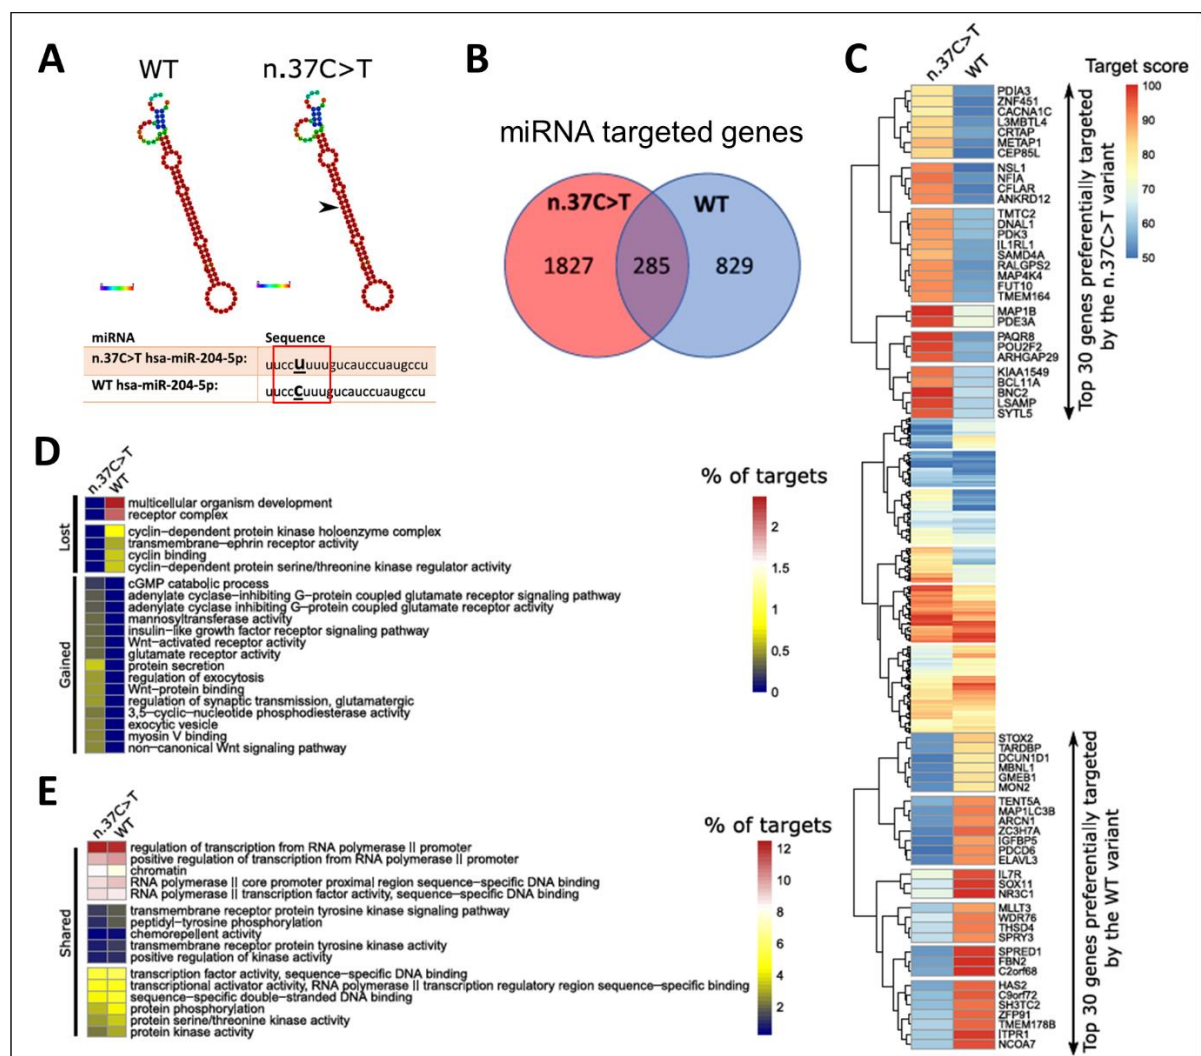 A
WT
n.37C>T
miRNA
Sequence
n.37C>T hsa-miR-204-5p:
uuccuuuugucauccuaugccu
WT hsa-miR-204-5p:
uucccuuugucauccuaugccu
B
miRNA targeted genes
n.37C>T
WT
1827
285
829
C
n.37C>T
WT
Target score
100
90
80
70
60
50
PDIA3
ZNF451
CACNA1C
L3MBTL4
CRTAP
METAP1
CEP85L
NSL1
NFIA
CFLAR
ANKRD12
TMTC2
DNAL1
PDK3
IL1RL1
SAMD4A
RALGPS2
MAP4K4
FUT10
TMEM164
MAP1B
PDE3A
PAQR8
POU2F2
ARHGAP29
KIAA1549
BCL11A
BNC2
LSAMP
SYTL5
Top 30 genes preferentially targeted
by the n.37C>T variant
STOX2
TARDBP
DCUN1D1
MBNL1
GMEB1
MON2
TENT5A
MAP1LC3B
ARCN1
ZC3H7A
IGFBP5
PDCD6
ELAVL3
IL7R
SOX11
NR3C1
MLLT3
WDR76
THSD4
SPRY3
SPRED1
FBN2
C2orf68
HAS2
C9orf72
SH3TC2
ZFP91
TMEM178B
ITPR1
NCOA7
Top 30 genes preferentially targeted
by the WT variant
D
n.37C>T
WT
% of targets
2
1.5
1
0.5
0
Lost
multicellular organism development
receptor complex
cyclin-dependent protein kinase holoenzyme complex
transmembrane-ephrin receptor activity
cyclin binding
cyclin-dependent protein serine/threonine kinase regulator activity
Gained
cGMP catabolic process
adenylate cyclase-inhibiting G-protein coupled glutamate receptor signaling pathway
adenylate cyclase inhibiting G-protein coupled glutamate receptor activity
mannosyltransferase activity
insulin-like growth factor receptor signaling pathway
Wnt-activated receptor activity
glutamate receptor activity
protein secretion
regulation of exocytosis
Wnt-protein binding
regulation of synaptic transmission, glutamatergic
3,5-cyclic-nucleotide phosphodiesterase activity
exocytic vesicle
myosin V binding
non-canonical Wnt signaling pathway
E
n.37C>T
WT
% of targets
12
10
8
6
4
2
Shared
regulation of transcription from RNA polymerase II promoter
positive regulation of transcription from RNA polymerase II promoter
chromatin
RNA polymerase II core promoter proximal region sequence-specific DNA binding
RNA polymerase II transcription factor activity, sequence-specific DNA binding
transmembrane receptor protein tyrosine kinase signaling pathway
peptidyl-tyrosine phosphorylation
chemorepellent activity
transmembrane receptor protein tyrosine kinase activity
positive regulation of kinase activity
transcription factor activity, sequence-specific DNA binding
transcriptional activator activity, RNA polymerase II transcription regulatory region sequence-specific binding
sequence-specific double-stranded DNA binding
protein phosphorylation
protein serine/threonine kinase activity
protein kinase activity